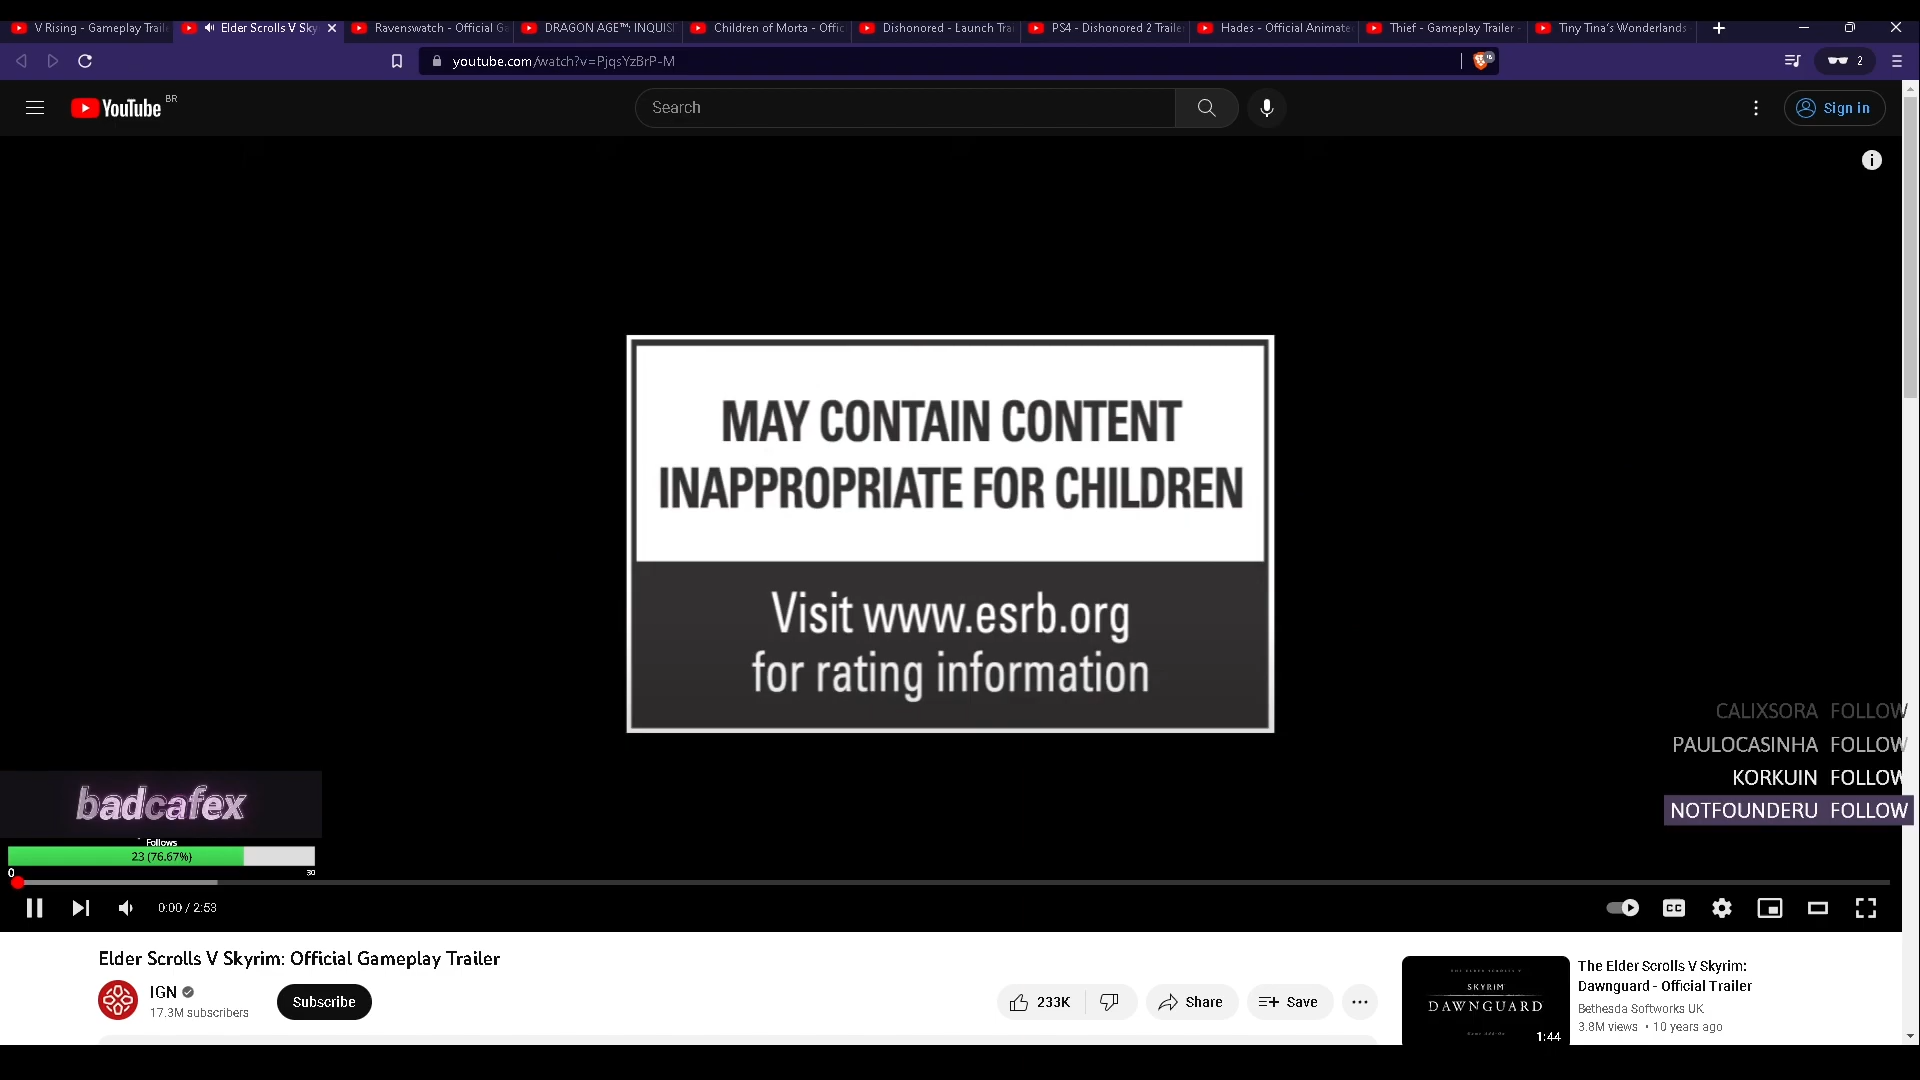 V Rising - Gameplay Traile
Elder Scrolls V Sky
Ravenswatch - Official Ga
DRAGON AGE™: INQUISI
Children of Morta - Offic
Dishonored - Launch Trai
PS4 - Dishonored 2 Traile
Hades - Official Animate
Thief - Gameplay Trailer -
Tiny Tina's Wonderlands
youtube.com/watch?v=PjqsYzBrP-M
2
YouTube BR
Search
Sign in
MAY CONTAIN CONTENT
INAPPROPRIATE FOR CHILDREN
Visit www.esrb.org
for rating information
CALIXSORA FOLLOW
PAULOCASINHA FOLLOW
KORKUIN FOLLOW
NOTFOUNDERU FOLLOW
badcafex
Follows
23 (76.67%)
0 30
0:00 / 2:53
CC
Elder Scrolls V Skyrim: Official Gameplay Trailer
IGN
17.3M subscribers
Subscribe
233K
Share
Save
SKYRIM
DAWNGUARD
1:44
The Elder Scrolls V Skyrim:
Dawnguard - Official Trailer
Bethesda Softworks UK
3.8M views • 10 years ago